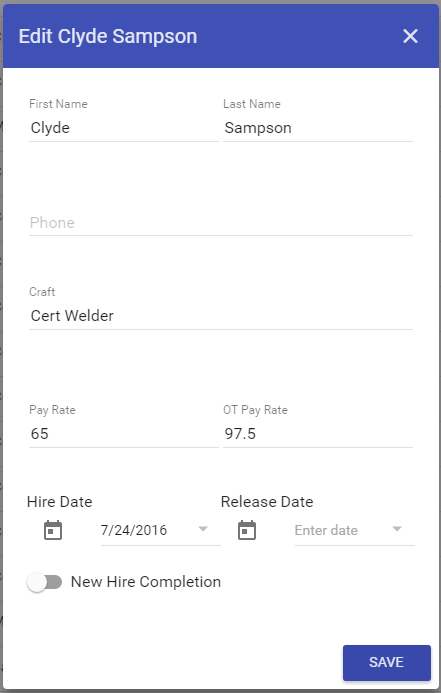 Edit Clyde Sampson
First Name Last Name
Clyde Sampson
Phone
Craft
Cert Welder
Pay Rate OT Pay Rate
65 97.5
Hire Date Release Date
7/24/2016 Enter date
New Hire Completion
SAVE